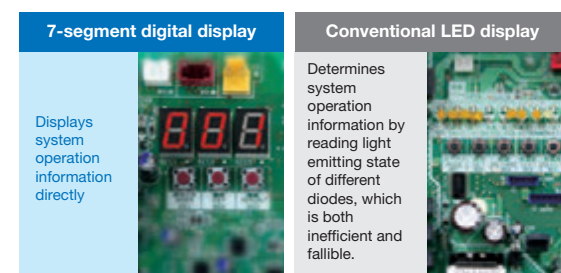 7-segment digital display
Displays
system
operation
information
directly
001
Conventional LED display
Determines
system
operation
information by
reading light
emitting state
of different
diodes, which
is both
inefficient and
fallible.